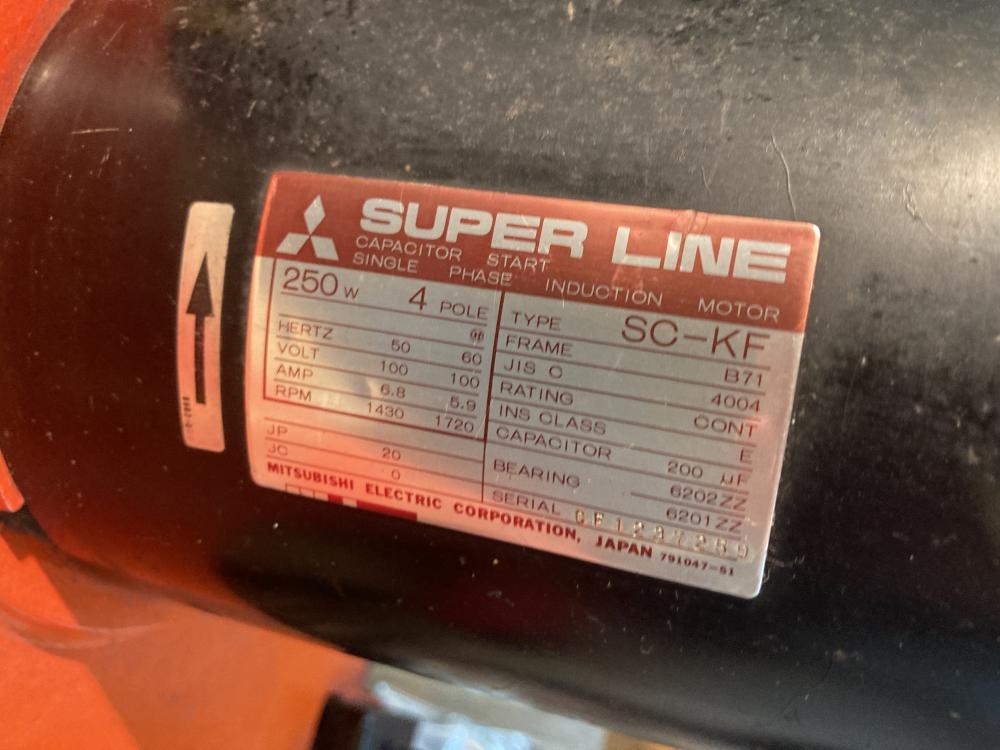 SUPER LINE
CAPACITOR START
SINGLE PHASE INDUCTION MOTOR
250 W 4 POLE
HERTZ 50 60
VOLT 100 100
AMP 6.8 5.9
RPM 1430 1720
JP 20
JC 0
TYPE SC-KF
FRAME B71
JIS C 4004
RATING CONT
INS CLASS E
CAPACITOR 200 µF
BEARING 6202ZZ
6201ZZ
SERIAL
MITSUBISHI ELECTRIC CORPORATION, JAPAN 791047-51